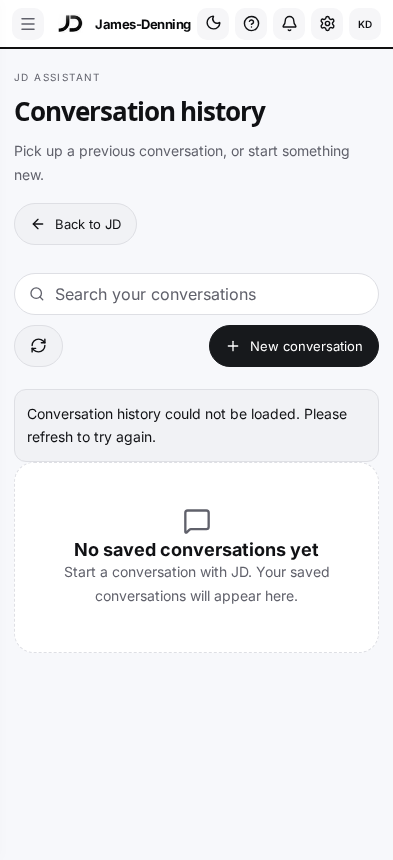 JD James-Denning KD
JD ASSISTANT
Conversation history
Pick up a previous conversation, or start something
new.
Back to JD
Search your conversations
New conversation
Conversation history could not be loaded. Please
refresh to try again.
No saved conversations yet
Start a conversation with JD. Your saved
conversations will appear here.